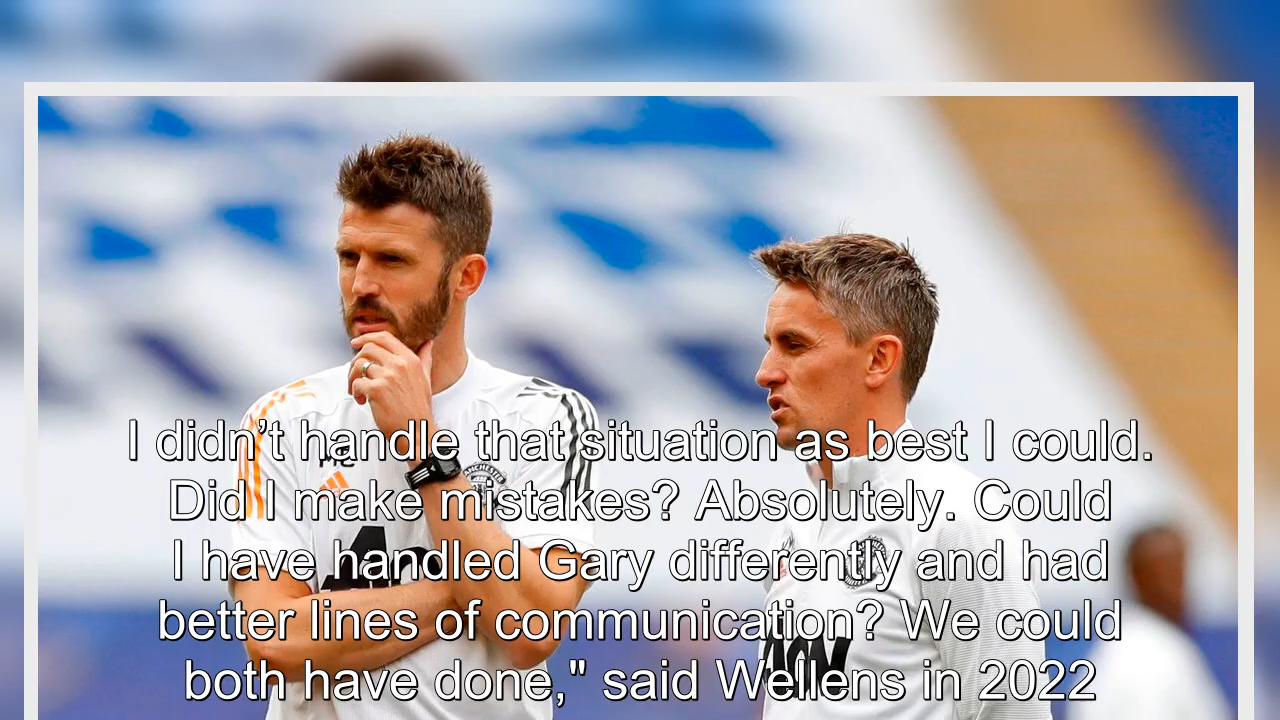 I didn’t handle that situation as best I could.
Did I make mistakes? Absolutely. Could
I have handled Gary differently and had
better lines of communication? We could
both have done," said Wellens in 2022